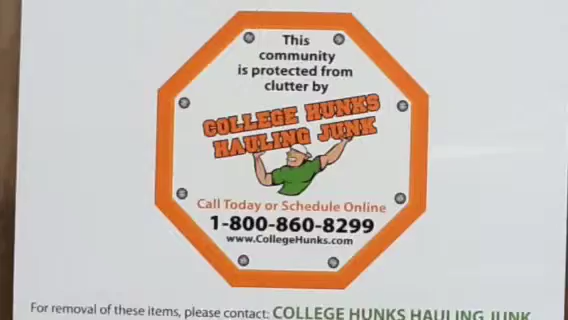 This
community
is protected from
clutter by
COLLEGE HUNKS
HAULING JUNK
Call Today or Schedule Online
1-800-860-8299
www.CollegeHunks.com
For removal of these items, please contact: COLLEGE HUNKS HAULING JUNK